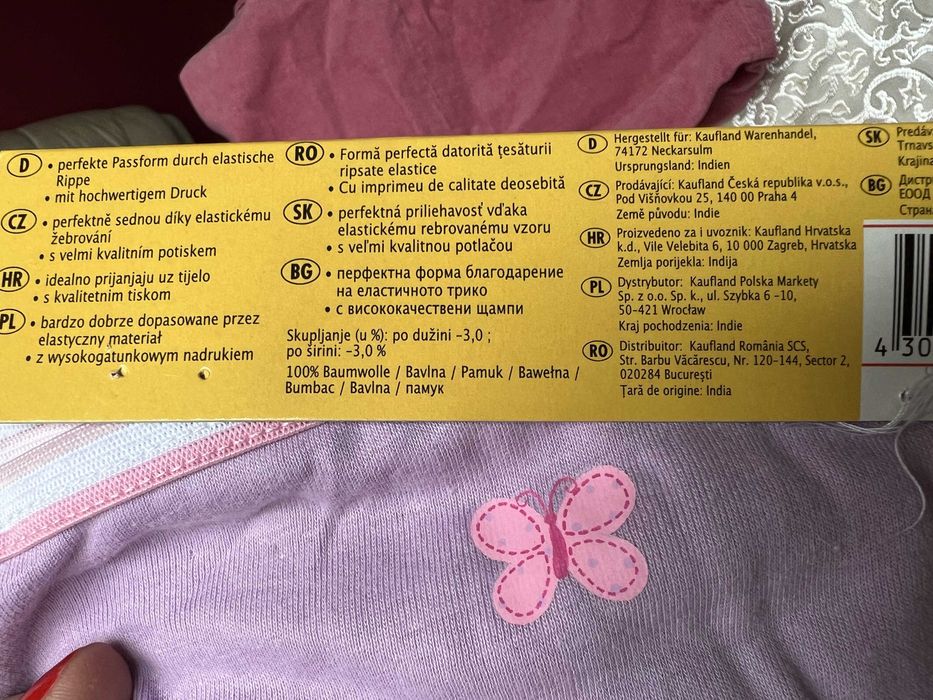 D • perfekte Passform durch elastische
Rippe
• mit hochwertigem Druck
CZ • perfektně sednou díky elastickému
žebrování
• s velmi kvalitním potiskem
HR • idealno prijanjaju uz tijelo
• s kvalitetnim tiskom
PL • bardzo dobrze dopasowane przez
elastyczny materiał
• z wysokogatunkowym nadrukiem
RO • Formă perfectă datorită țesăturii
ripsate elastice
• Cu imprimeu de calitate deosebită
SK • perfektná priliehavosť vďaka
elastickému rebrovanému vzoru
• s veľmi kvalitnou potlačou
BG • перфектна форма благодарение
на еластичното трико
• с висококачествени щампи
Skupljanje (u %): po dužini –3,0 ;
po širini: –3,0 %
100% Baumwolle / Bavlna / Pamuk / Bawełna /
Bumbac / Bavlna / памук
D Hergestellt für: Kaufland Warenhandel,
74172 Neckarsulm
Ursprungsland: Indien
CZ Prodávající: Kaufland Česká republika v.o.s.,
Pod Višňovkou 25, 140 00 Praha 4
Země původu: Indie
HR Proizvedeno za i uvoznik: Kaufland Hrvatska
k.d., Vile Velebita 6, 10 000 Zagreb, Hrvatska
Zemlja porijekla: Indija
PL Dystrybutor: Kaufland Polska Markety
Sp. z o.o. Sp. k., ul. Szybka 6 –10,
50-421 Wrocław
Kraj pochodzenia: Indie
RO Distribuitor: Kaufland România SCS,
Str. Barbu Văcărescu, Nr. 120-144, Sector 2,
020284 București
Țară de origine: India
SK Predáv
Trnavs
Krajina
BG Дистри
ЕООД
Стран
4 30